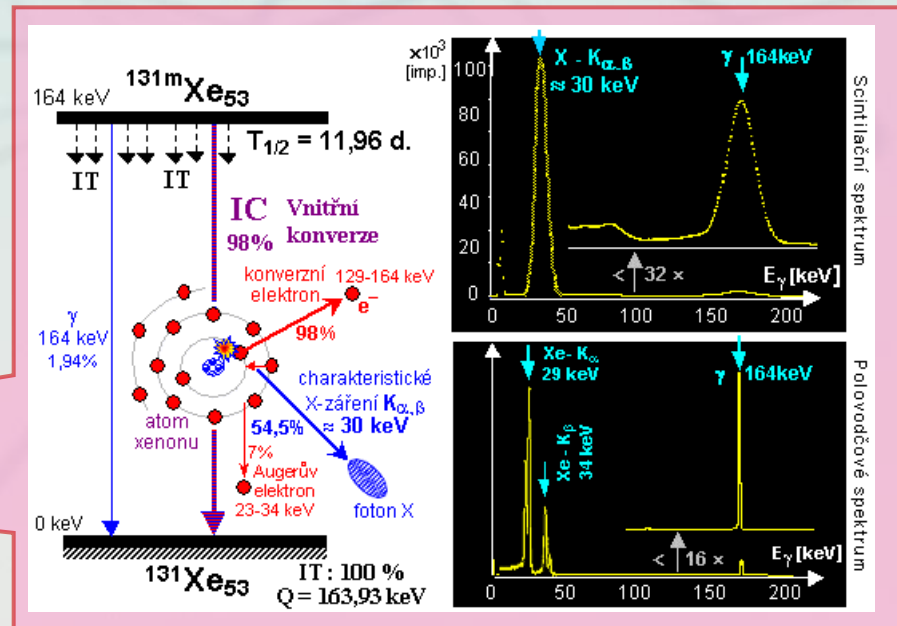 131mXe53
164 keV
T1/2 = 11,96 d.
IT
IT
IC Vnitřní
98% konverze
konverzní
elektron
129-164 keV
e-
98%
γ
164 keV
1,94%
charakteristické
X-záření Kα,β
≈ 30 keV
atom
xenonu
54,5%
7%
Augerův
elektron
23-34 keV
foton X
0 keV
131Xe53
IT : 100 %
Q = 163,93 keV
x10³
[imp.]
100
80
60
40
20
0
X - Kα,β
≈ 30 keV
γ 164keV
< 32 ×
Eγ [keV]
0 50 100 150 200
Scintilační spektrum
Xe - Kα
29 keV
Xe - Kβ
34 keV
γ 164keV
< 16 ×
Eγ [keV]
0 50 100 150 200
Polovodčové spektrum